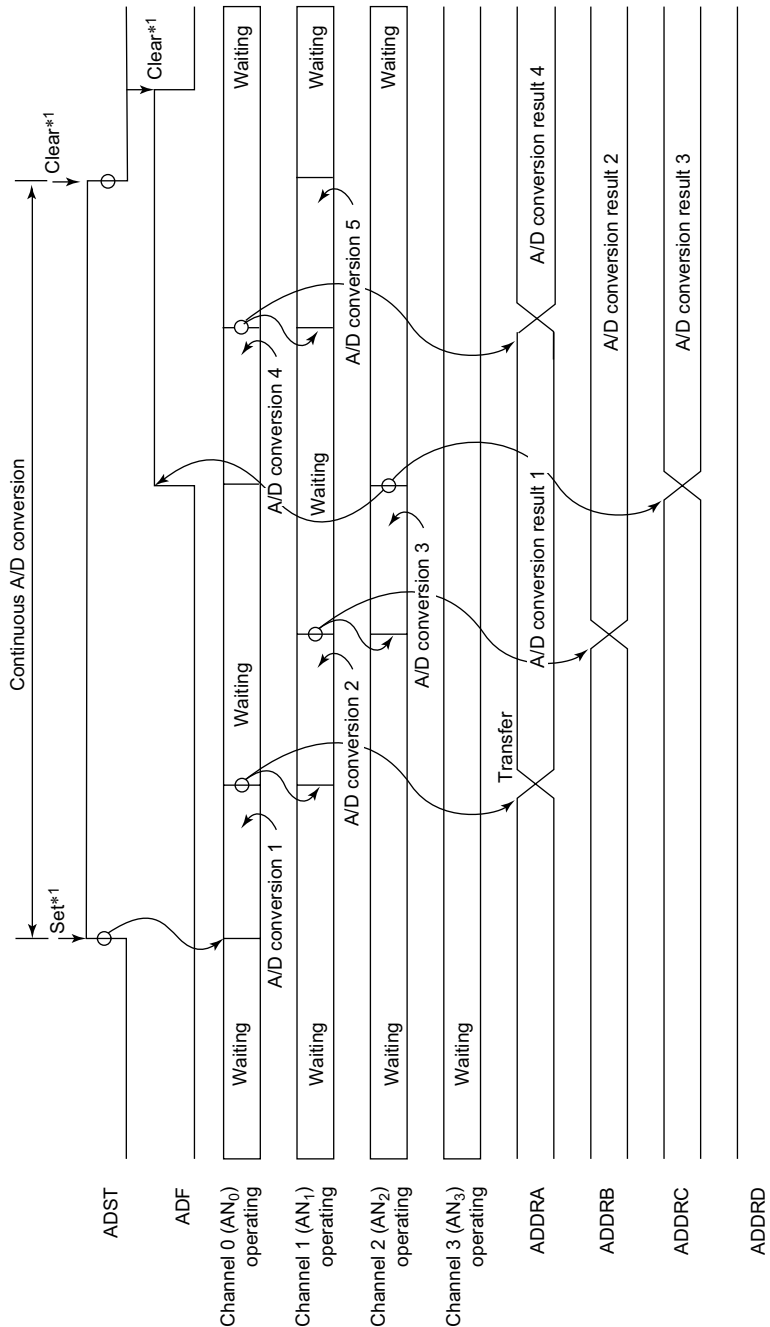 Continuous A/D conversion
Set*1
Clear*1
ADST
Clear*1
ADF
Channel 0 (AN0)
operating
Waiting
A/D conversion 1
Waiting
A/D conversion 4
Waiting
Channel 1 (AN1)
operating
Waiting
A/D conversion 2
Waiting
A/D conversion 5
Waiting
Channel 2 (AN2)
operating
Waiting
A/D conversion 3
Waiting
Channel 3 (AN3)
operating
Waiting
Transfer
ADDRA
A/D conversion result 1
A/D conversion result 4
ADDRB
A/D conversion result 2
ADDRC
A/D conversion result 3
ADDRD